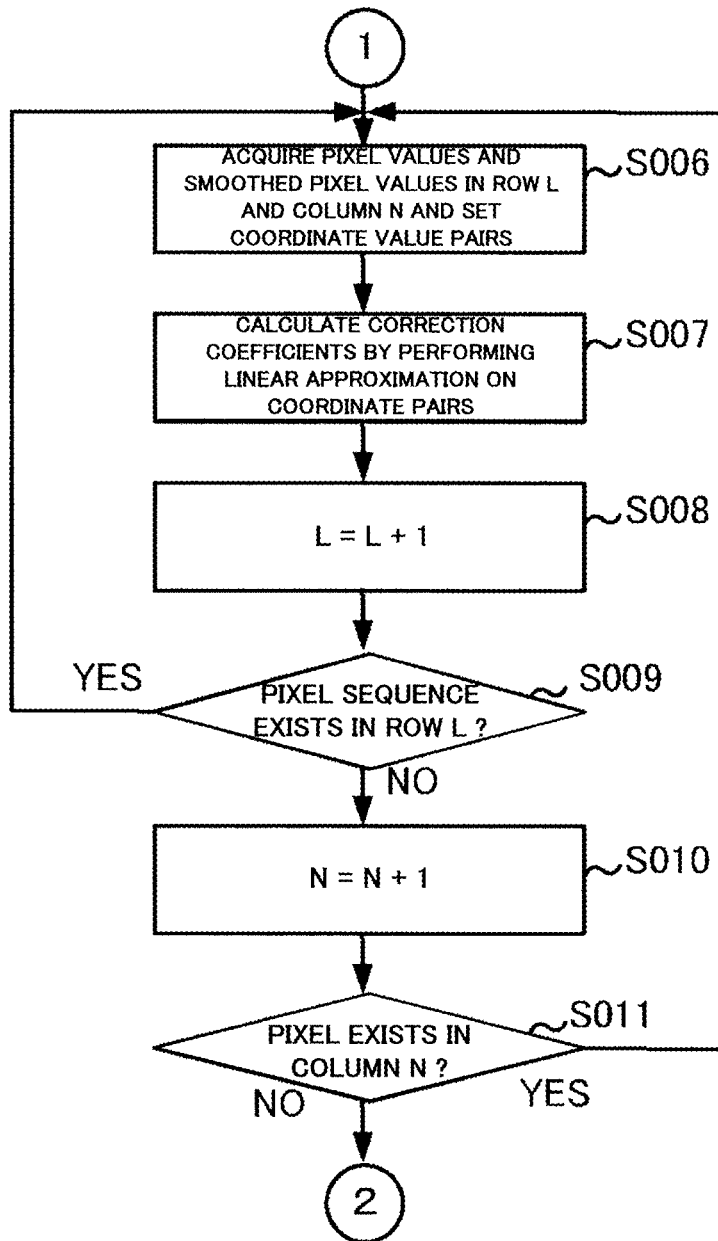 1
ACQUIRE PIXEL VALUES AND
SMOOTHED PIXEL VALUES IN ROW L
AND COLUMN N AND SET
COORDINATE VALUE PAIRS
S006
CALCULATE CORRECTION
COEFFICIENTS BY PERFORMING
LINEAR APPROXIMATION ON
COORDINATE PAIRS
S007
L = L + 1
S008
YES
PIXEL SEQUENCE
EXISTS IN ROW L ?
S009
NO
N = N + 1
S010
PIXEL EXISTS IN
COLUMN N ?
S011
NO
YES
2